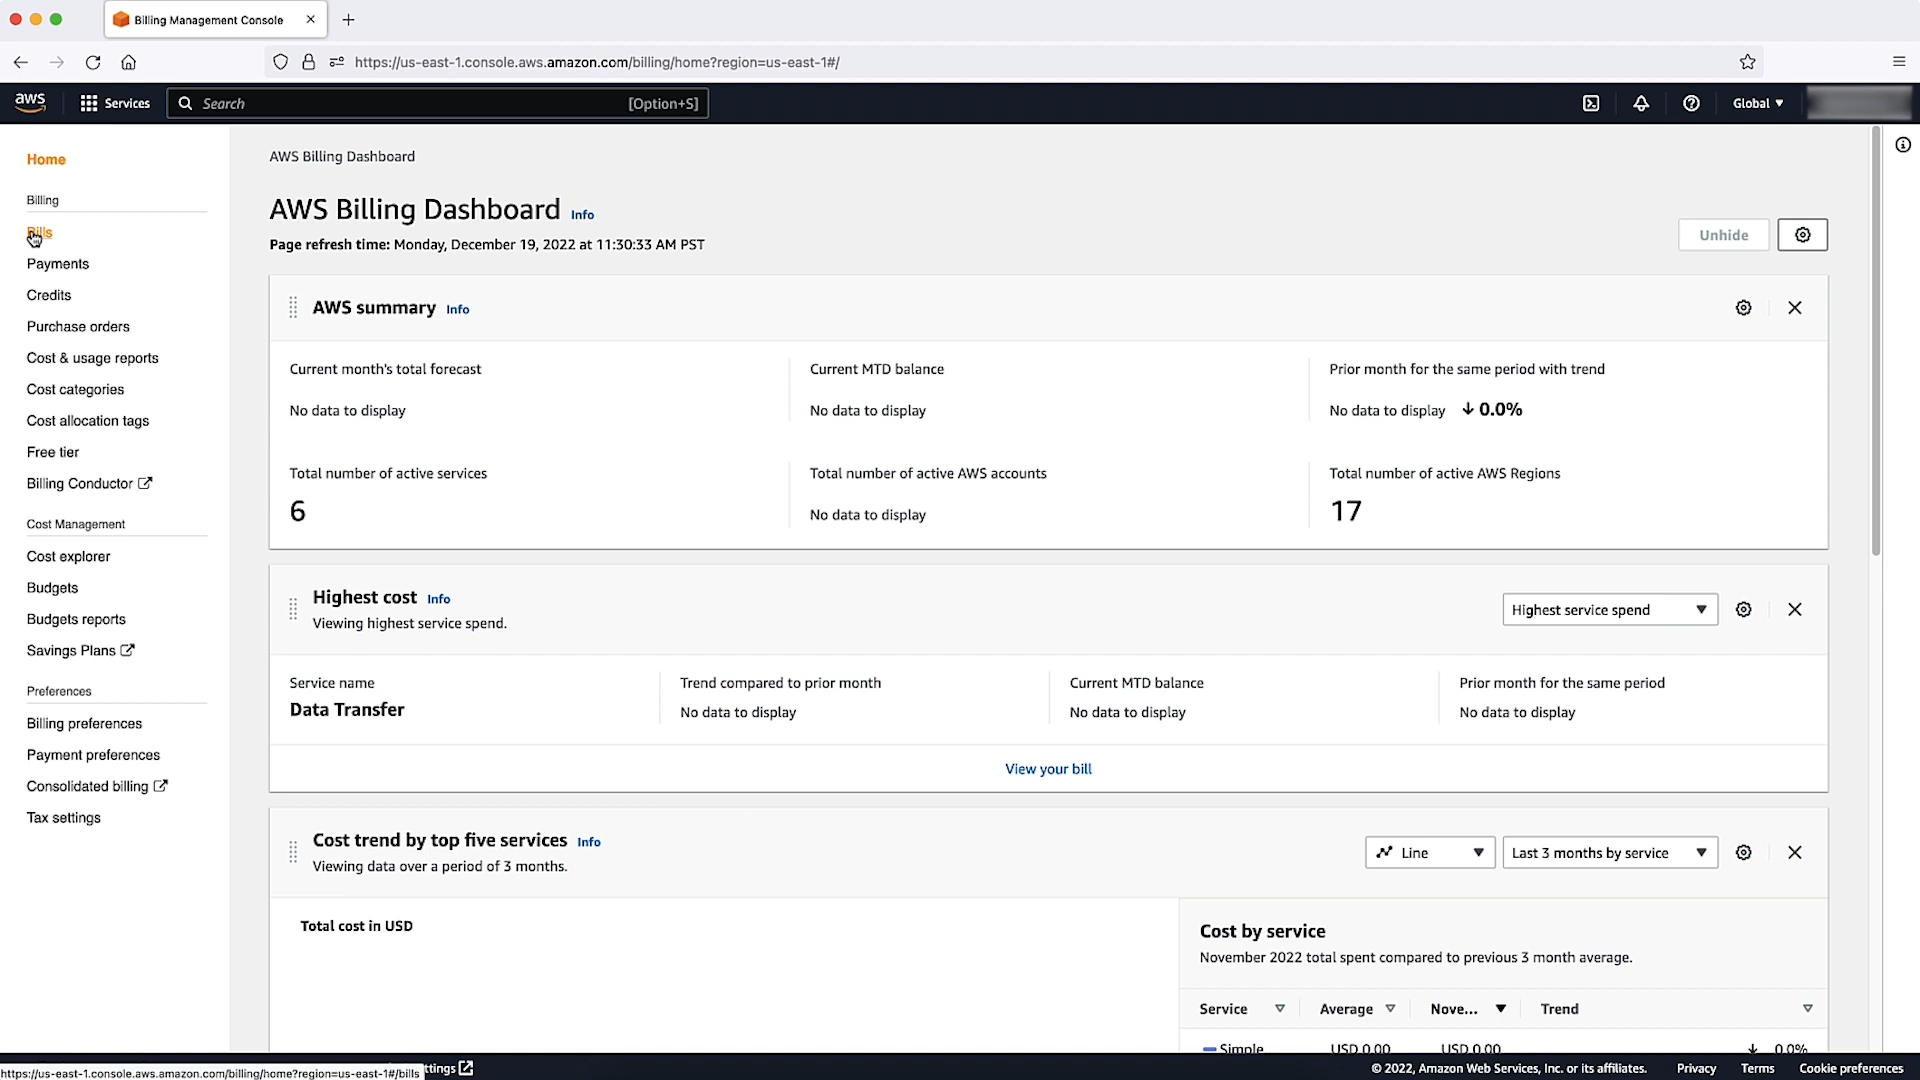 Billing Management Console
https://us-east-1.console.aws.amazon.com/billing/home?region=us-east-1#/
aws
Services
Search
[Option+S]
Global
Home
Billing
Bills
Payments
Credits
Purchase orders
Cost & usage reports
Cost categories
Cost allocation tags
Free tier
Billing Conductor
Cost Management
Cost explorer
Budgets
Budgets reports
Savings Plans
Preferences
Billing preferences
Payment preferences
Consolidated billing
Tax settings
AWS Billing Dashboard
AWS Billing Dashboard Info
Page refresh time: Monday, December 19, 2022 at 11:30:33 AM PST
Unhide
AWS summary Info
Current month's total forecast
No data to display
Current MTD balance
No data to display
Prior month for the same period with trend
No data to display ↓ 0.0%
Total number of active services
6
Total number of active AWS accounts
No data to display
Total number of active AWS Regions
17
Highest cost Info
Viewing highest service spend.
Highest service spend
Service name
Data Transfer
Trend compared to prior month
No data to display
Current MTD balance
No data to display
Prior month for the same period
No data to display
View your bill
Cost trend by top five services Info
Viewing data over a period of 3 months.
Line
Last 3 months by service
Total cost in USD
Cost by service
November 2022 total spent compared to previous 3 month average.
Service Average Nove... Trend
Simple USD 0.00 USD 0.00 ↓ 0.0%
https://us-east-1.console.aws.amazon.com/billing/home?region=us-east-1#/bills
ttings
© 2022, Amazon Web Services, Inc. or its affiliates.
Privacy
Terms
Cookie preferences